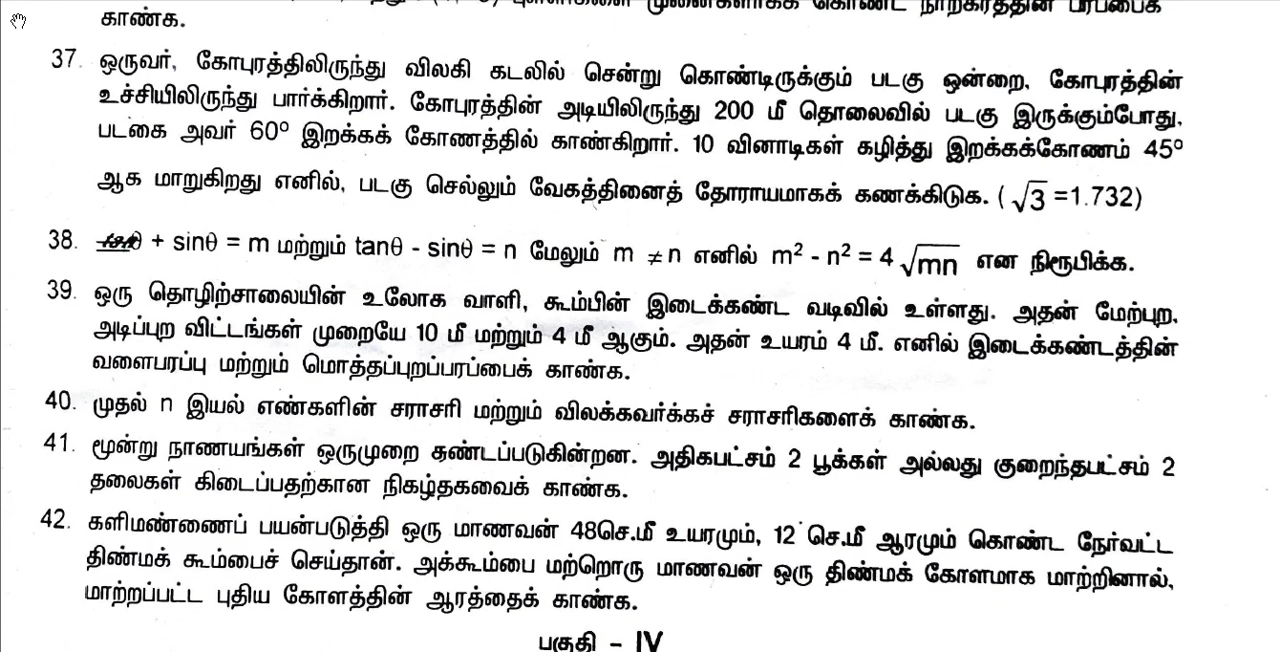 முனைகளாகக் கொண்ட நாற்கரத்தின் பரப்பைக்
காண்க.
37. ஒருவர், கோபுரத்திலிருந்து விலகி கடலில் சென்று கொண்டிருக்கும் படகு ஒன்றை, கோபுரத்தின்
உச்சியிலிருந்து பார்க்கிறார். கோபுரத்தின் அடியிலிருந்து 200 மீ தொலைவில் படகு இருக்கும்போது,
படகை அவர் 60° இறக்கக் கோணத்தில் காண்கிறார். 10 வினாடிகள் கழித்து இறக்கக்கோணம் 45°
ஆக மாறுகிறது எனில், படகு செல்லும் வேகத்தினைத் தோராயமாகக் கணக்கிடுக. ( √3 =1.732)
38. θ + sinθ = m மற்றும் tanθ - sinθ = n மேலும் m ≠ n எனில் m² - n² = 4 √mn என நிரூபிக்க.
39. ஒரு தொழிற்சாலையின் உலோக வாளி, கூம்பின் இடைக்கண்ட வடிவில் உள்ளது. அதன் மேற்புற,
அடிப்புற விட்டங்கள் முறையே 10 மீ மற்றும் 4 மீ ஆகும். அதன் உயரம் 4 மீ. எனில் இடைக்கண்டத்தின்
வளைபரப்பு மற்றும் மொத்தப்புறப்பரப்பைக் காண்க.
40. முதல் n இயல் எண்களின் சராசரி மற்றும் விலக்கவர்க்கச் சராசரிகளைக் காண்க.
41. மூன்று நாணயங்கள் ஒருமுறை சுண்டப்படுகின்றன. அதிகபட்சம் 2 பூக்கள் அல்லது குறைந்தபட்சம் 2
தலைகள் கிடைப்பதற்கான நிகழ்தகவைக் காண்க.
42. களிமண்ணைப் பயன்படுத்தி ஒரு மாணவன் 48செ.மீ உயரமும், 12 செ.மீ ஆரமும் கொண்ட நேர்வட்ட
திண்மக் கூம்பைச் செய்தான். அக்கூம்பை மற்றொரு மாணவன் ஒரு திண்மக் கோளமாக மாற்றினால்,
மாற்றப்பட்ட புதிய கோளத்தின் ஆரத்தைக் காண்க.
பகுதி – IV